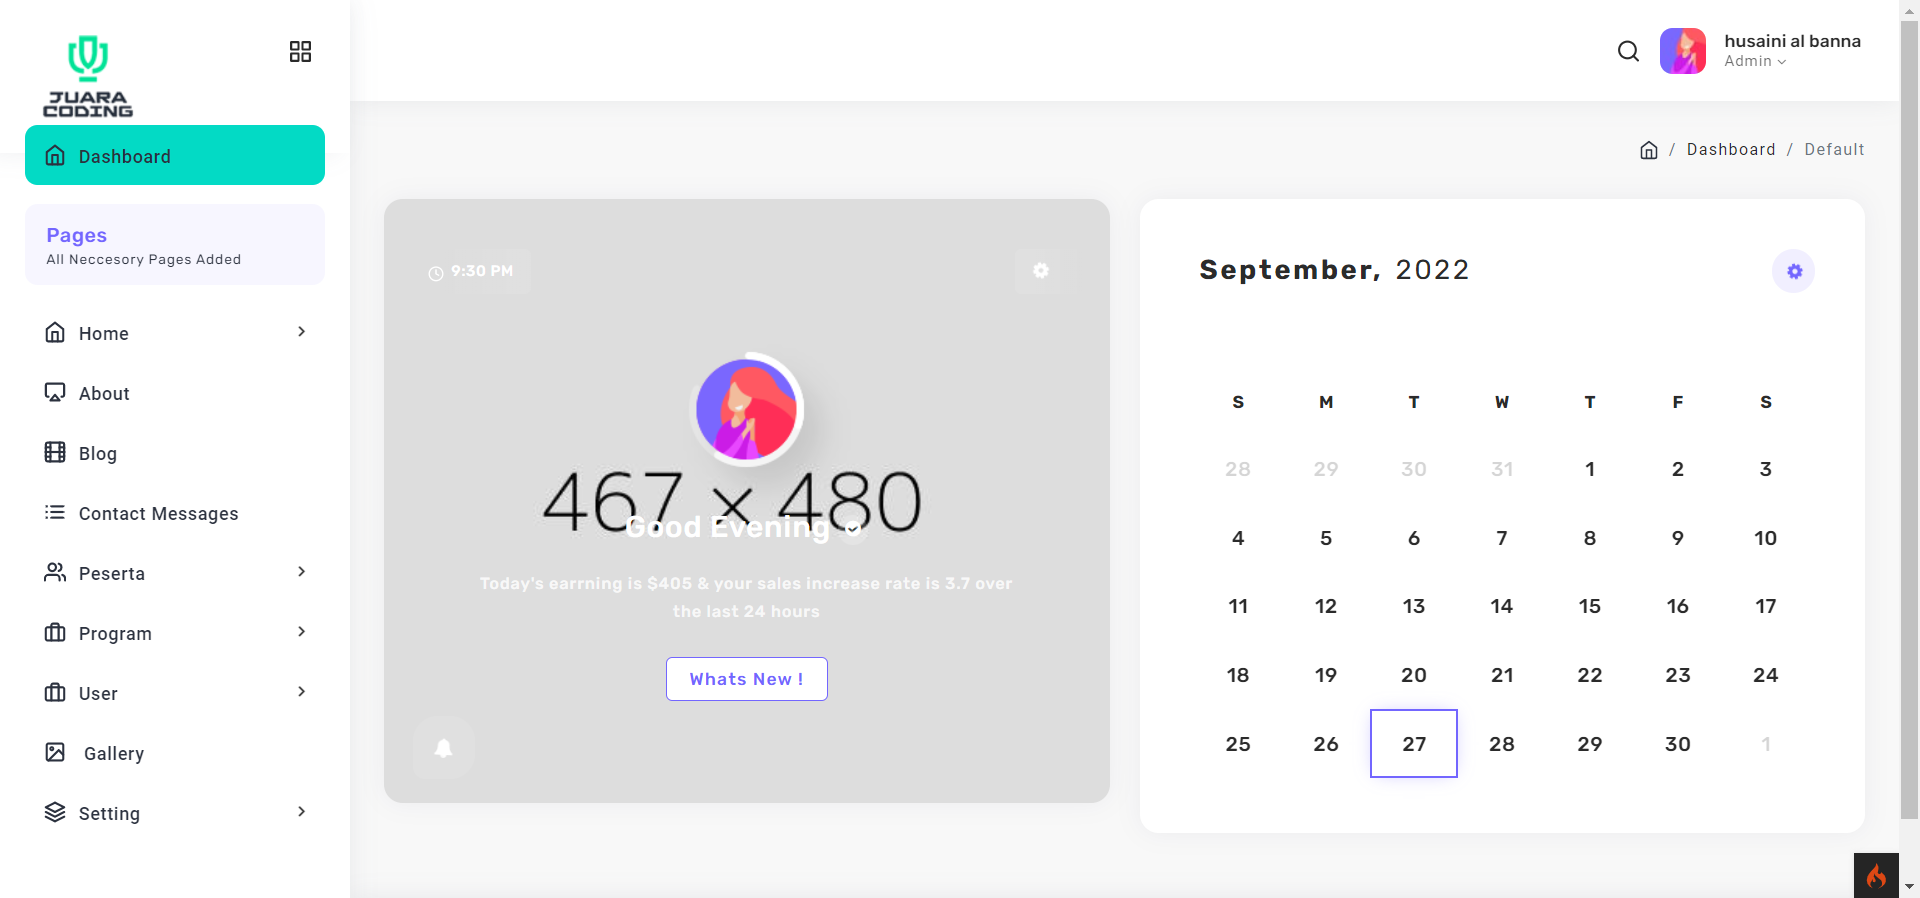 JUARA
CODING
Dashboard
Pages
All Neccesory Pages Added
Home
About
Blog
Contact Messages
Peserta
Program
User
Gallery
Setting
husaini al banna
Admin
/ Dashboard / Default
9:30 PM
467 × 480
Good Evening
Today's earrning is $405 & your sales increase rate is 3.7 over
the last 24 hours
Whats New !
September, 2022
S M T W T F S
28 29 30 31 1 2 3
4 5 6 7 8 9 10
11 12 13 14 15 16 17
18 19 20 21 22 23 24
25 26 27 28 29 30 1